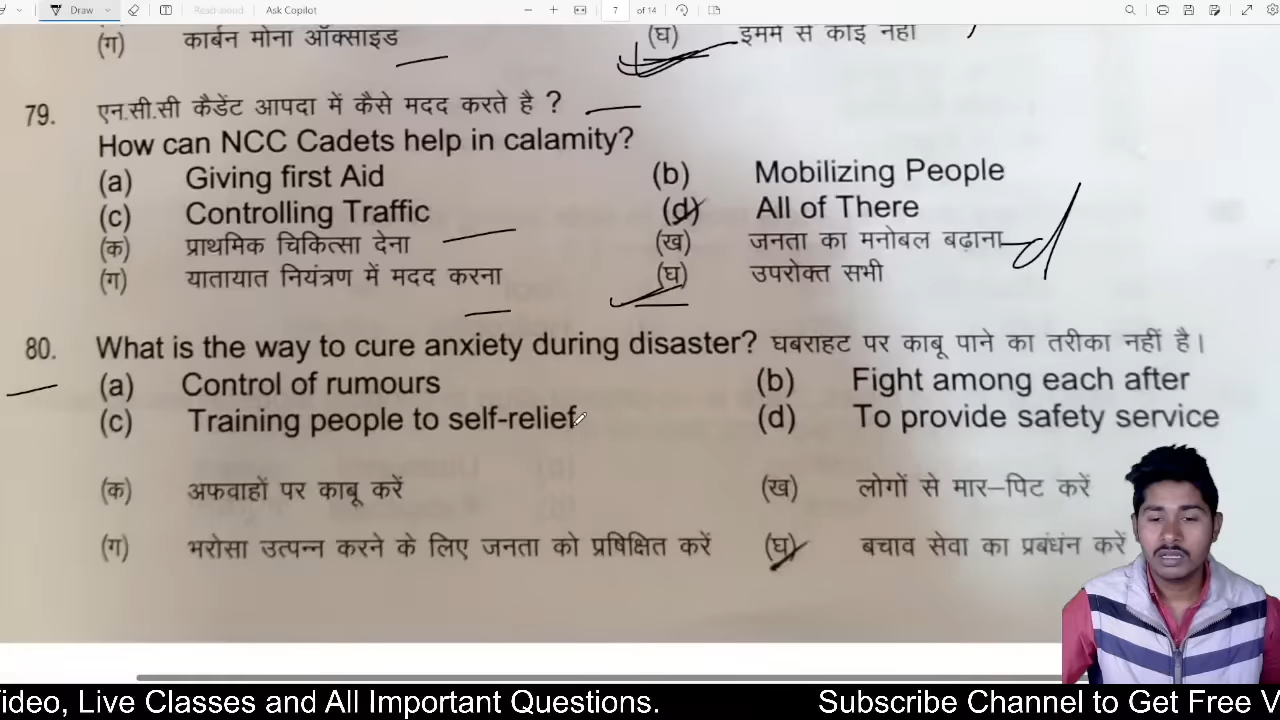 Draw
Read aloud
Ask Copilot
7 of 14
(ग) कार्बन मोना ऑक्साइड (घ) इममे से कोई नहीं
79. एन.सी.सी कैडेंट आपदा में कैसे मदद करते है ?
How can NCC Cadets help in calamity?
(a) Giving first Aid (b) Mobilizing People
(c) Controlling Traffic (d) All of There
(क) प्राथमिक चिकित्सा देना (ख) जनता का मनोबल बढ़ाना
(ग) यातायात नियंत्रण में मदद करना (घ) उपरोक्त सभी
d
80. What is the way to cure anxiety during disaster? घबराहट पर काबू पाने का तरीका नहीं है।
(a) Control of rumours (b) Fight among each after
(c) Training people to self-relief (d) To provide safety service
(क) अफवाहों पर काबू करें (ख) लोगों से मार–पिट करें
(ग) भरोसा उत्पन्न करने के लिए जनता को प्रषिक्षित करें (घ) बचाव सेवा का प्रबंधंन करें
ideo, Live Classes and All Important Questions. Subscribe Channel to Get Free V